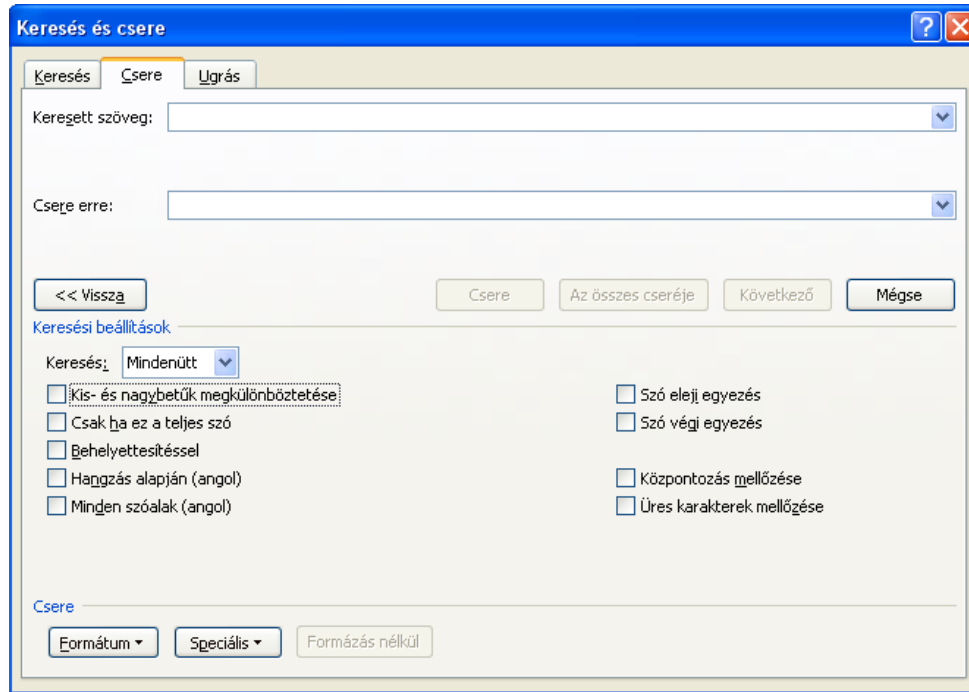 Keresés és csere
Keresés Csere Ugrás
Keresett szöveg:
Csere erre:
<< Vissza Csere Az összes cseréje Következő Mégse
Keresési beállítások
Keresés: Mindenütt
Kis- és nagybetűk megkülönböztetése Szó eleji egyezés
Csak ha ez a teljes szó Szó végi egyezés
Behelyettesítéssel
Hangzás alapján (angol) Központozás mellőzése
Minden szóalak (angol) Üres karakterek mellőzése
Csere
Formátum Speciális Formázás nélkül